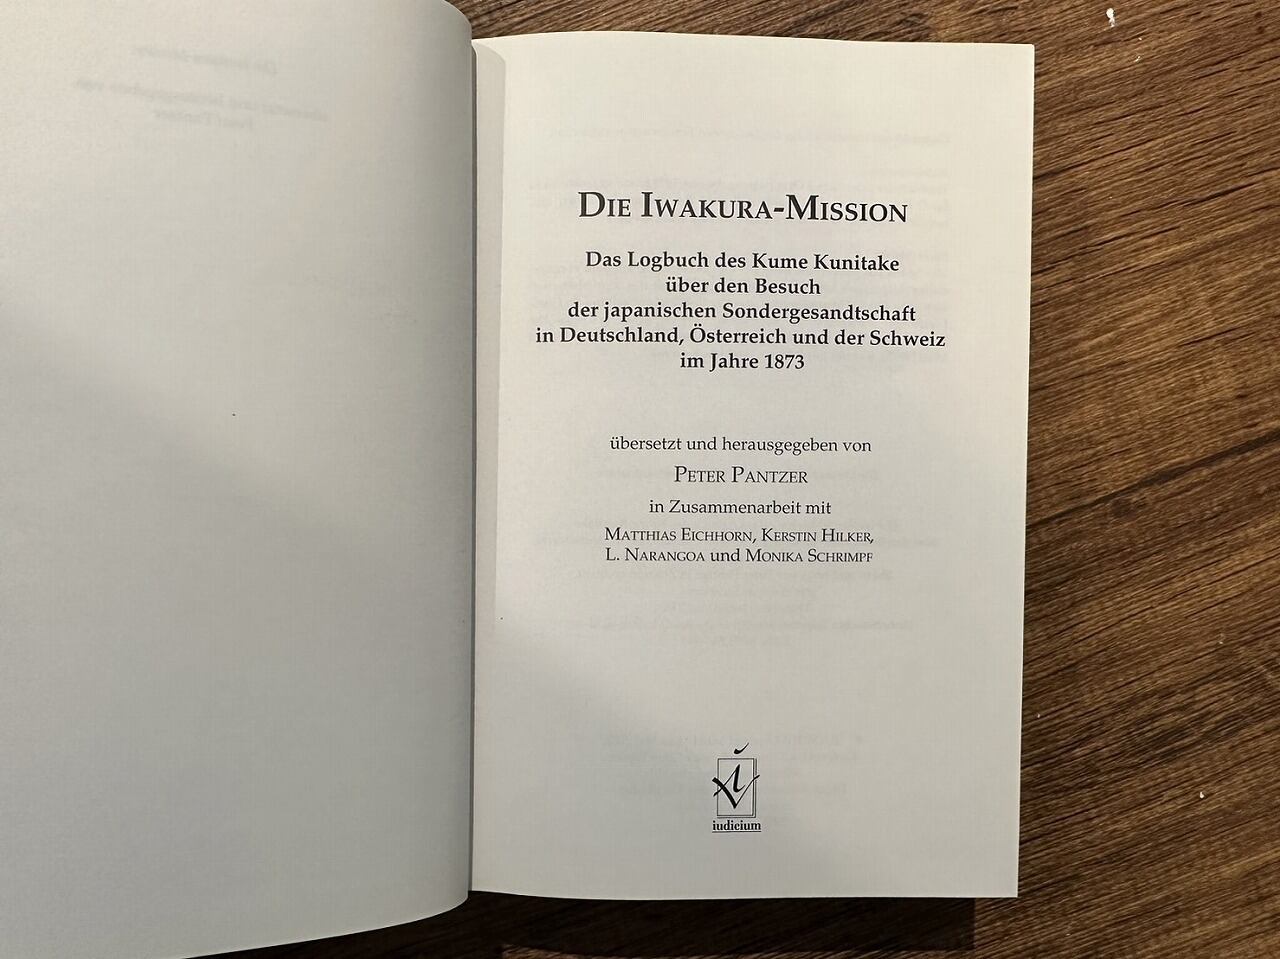 Die Iwakura-Mission
Das Logbuch des Kume Kunitake
über den Besuch
der japanischen Sondergesandtschaft
in Deutschland, Österreich und der Schweiz
im Jahre 1873
übersetzt und herausgegeben von
Peter Pantzer
in Zusammenarbeit mit
Matthias Eichhorn, Kerstin Hilker,
L. Narangoa und Monika Schrimpf
iudicium